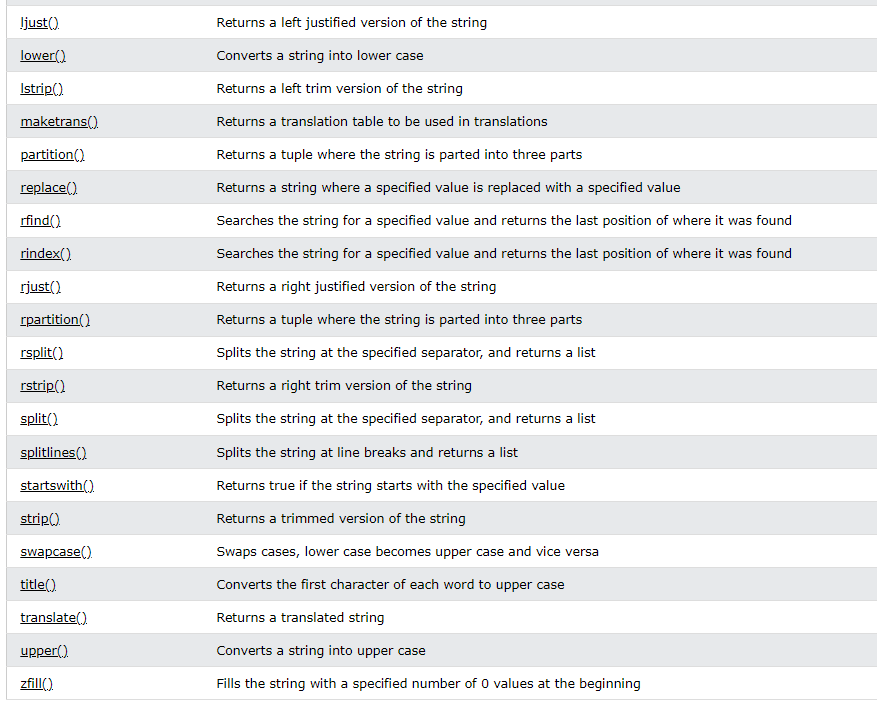 ljust() Returns a left justified version of the string
lower() Converts a string into lower case
lstrip() Returns a left trim version of the string
maketrans() Returns a translation table to be used in translations
partition() Returns a tuple where the string is parted into three parts
replace() Returns a string where a specified value is replaced with a specified value
rfind() Searches the string for a specified value and returns the last position of where it was found
rindex() Searches the string for a specified value and returns the last position of where it was found
rjust() Returns a right justified version of the string
rpartition() Returns a tuple where the string is parted into three parts
rsplit() Splits the string at the specified separator, and returns a list
rstrip() Returns a right trim version of the string
split() Splits the string at the specified separator, and returns a list
splitlines() Splits the string at line breaks and returns a list
startswith() Returns true if the string starts with the specified value
strip() Returns a trimmed version of the string
swapcase() Swaps cases, lower case becomes upper case and vice versa
title() Converts the first character of each word to upper case
translate() Returns a translated string
upper() Converts a string into upper case
zfill() Fills the string with a specified number of 0 values at the beginning